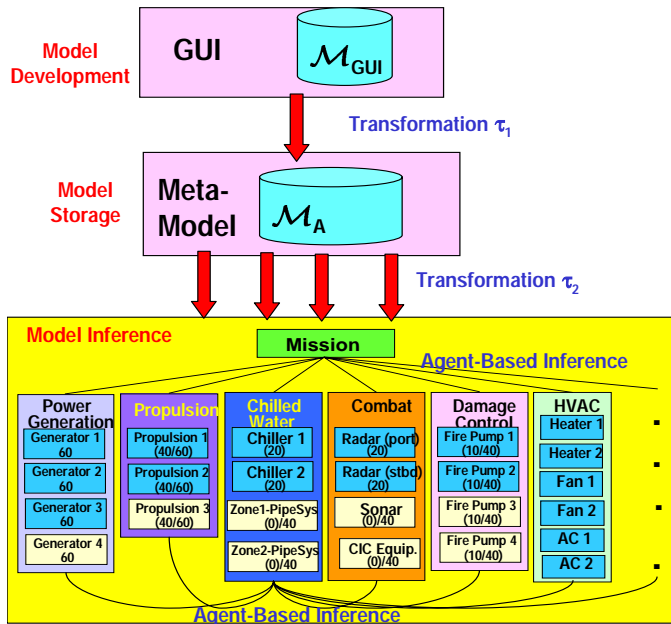 Model
Development
GUI
ℳGUI
Transformation τ1
Model
Storage
Meta-
Model
ℳA
Transformation τ2
Model Inference
Mission
Agent-Based Inference
Power
Generation
Generator 1
60
Generator 2
60
Generator 3
60
Generator 4
60
Propulsion
Propulsion 1
(40/60)
Propulsion 2
(40/60)
Propulsion 3
(40/60)
Chilled
Water
Chiller 1
(20)
Chiller 2
(20)
Zone1-PipeSys
(0)/40
Zone2-PipeSys
(0)/40
Combat
Radar (port)
(20)
Radar (stbd)
(20)
Sonar
(0)/40
CIC Equip.
(0)/40
Damage
Control
Fire Pump 1
(10/40)
Fire Pump 2
(10/40)
Fire Pump 3
(10/40)
Fire Pump 4
(10/40)
HVAC
Heater 1
Heater 2
Fan 1
Fan 2
AC 1
AC 2
Agent-Based Inference